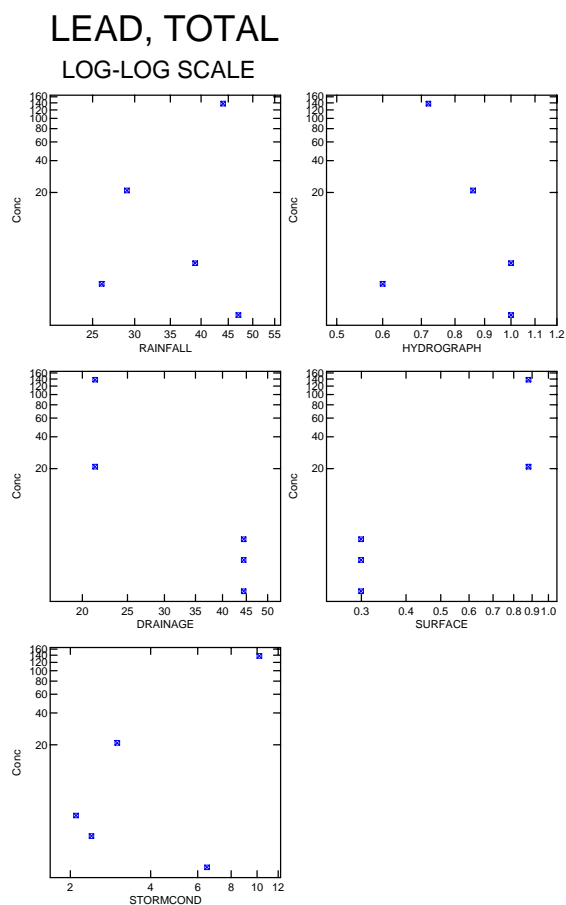 LEAD, TOTAL
LOG-LOG SCALE
160
140
120
100
80
60
40
20
Conc
25 30 35 40 45 50 55
RAINFALL
160
140
120
100
80
60
40
20
Conc
0.5 0.6 0.7 0.8 0.9 1.0 1.1 1.2
HYDROGRAPH
160
140
120
100
80
60
40
20
Conc
20 25 30 35 40 45 50
DRAINAGE
160
140
120
100
80
60
40
20
Conc
0.3 0.4 0.5 0.6 0.7 0.8 0.9 1.0
SURFACE
160
140
120
100
80
60
40
20
Conc
2 4 6 8 10 12
STORMCOND